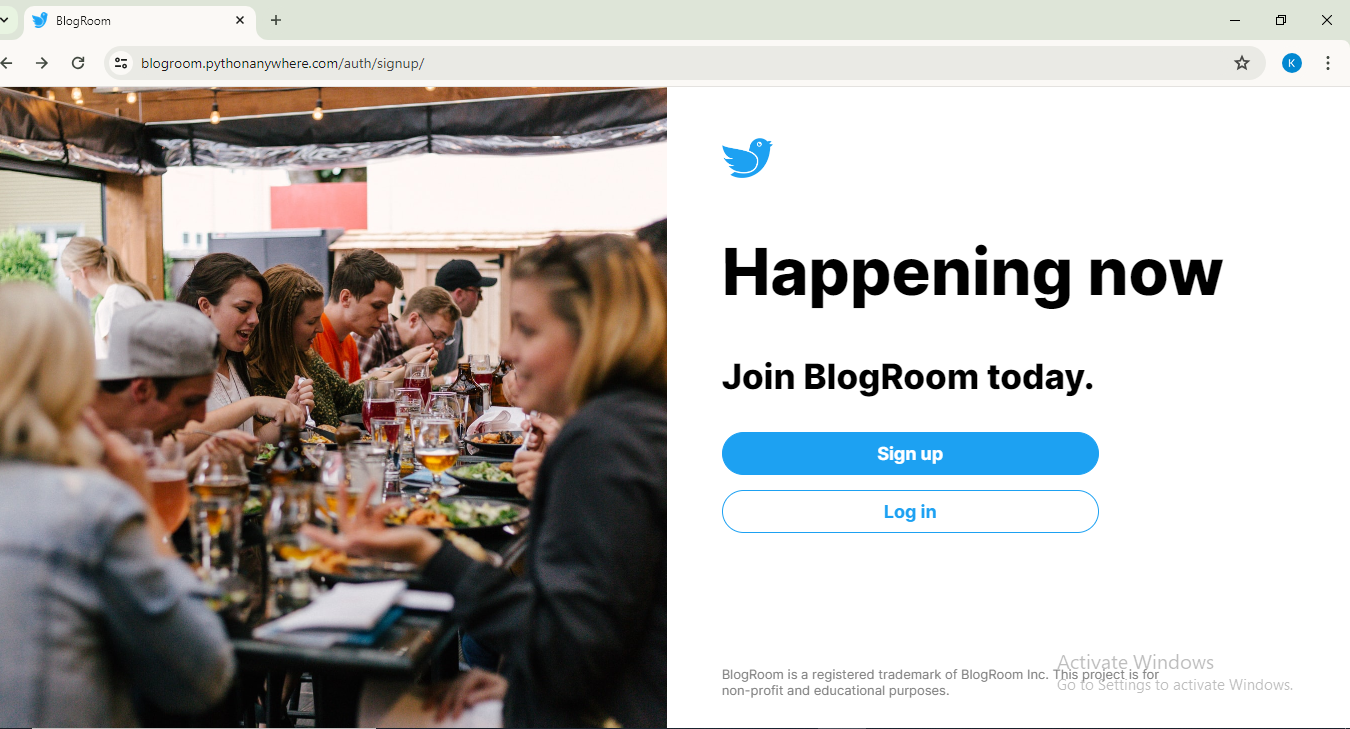 BlogRoom
blogroom.pythonanywhere.com/auth/signup/
K
Happening now
Join BlogRoom today.
Sign up
Log in
BlogRoom is a registered trademark of BlogRoom Inc. This project is for
non-profit and educational purposes.
Activate Windows
Go to Settings to activate Windows.